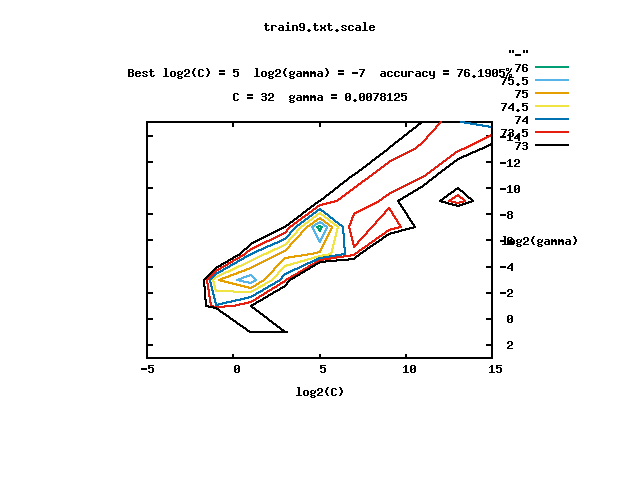 train9.txt.scale
"-"
Best log2(C) = 5  log2(gamma) = -7  accuracy = 76.1905%
C = 32  gamma = 0.0078125
76
75.5
75
74.5
74
73.5
73
-14
-12
-10
-8
-6
log2(gamma)
-4
-2
0
2
-5 0 5 10 15
log2(C)